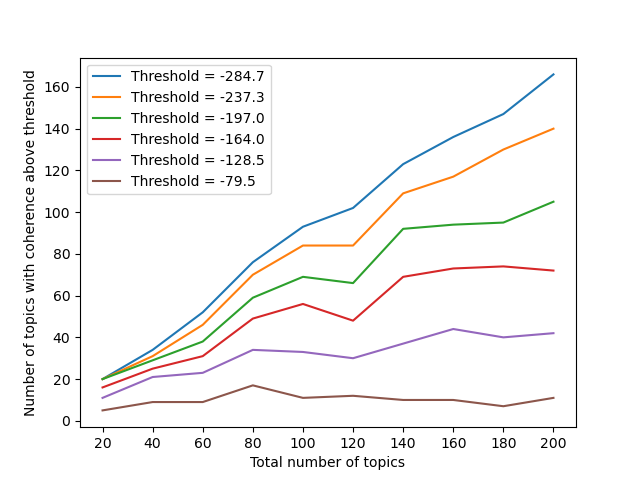 Threshold = -284.7
Threshold = -237.3
Threshold = -197.0
Threshold = -164.0
Threshold = -128.5
Threshold = -79.5
Number of topics with coherence above threshold
160
140
120
100
80
60
40
20
0
20 40 60 80 100 120 140 160 180 200
Total number of topics